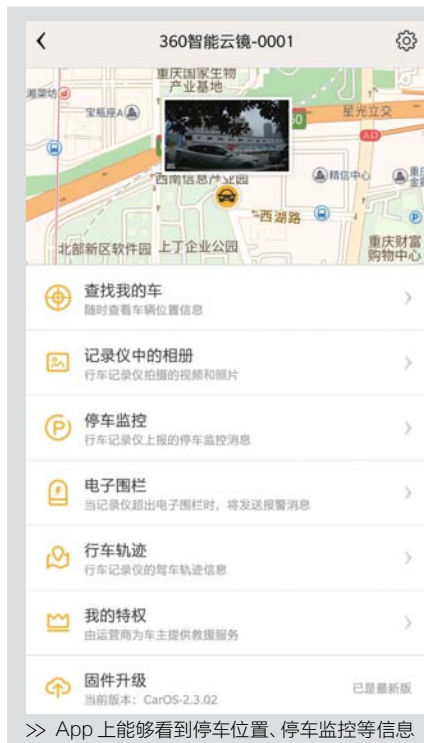 360智能云镜-0001
重庆国家生物
产业基地
湘荣坊
宝瓶座A
星光立交
入口
西南信息产业园
精信中心
西湖路
北部新区软件园
上丁企业公园
重庆财富
购物中心
查找我的车
随时查看车辆位置信息
记录仪中的相册
行车记录仪拍摄的视频和照片
停车监控
行车记录仪上报的停车监控消息
电子围栏
当记录仪超出电子围栏时，将发送报警消息
行车轨迹
行车记录仪的驾车轨迹信息
我的特权
由运营商为车主提供救援服务
固件升级
当前版本：CarOS-2.3.02
已是最新版
>> App 上能够看到停车位置、停车监控等信息